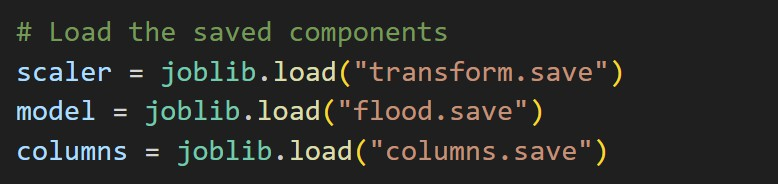 # Load the saved components
scaler = joblib.load("transform.save")
model = joblib.load("flood.save")
columns = joblib.load("columns.save")